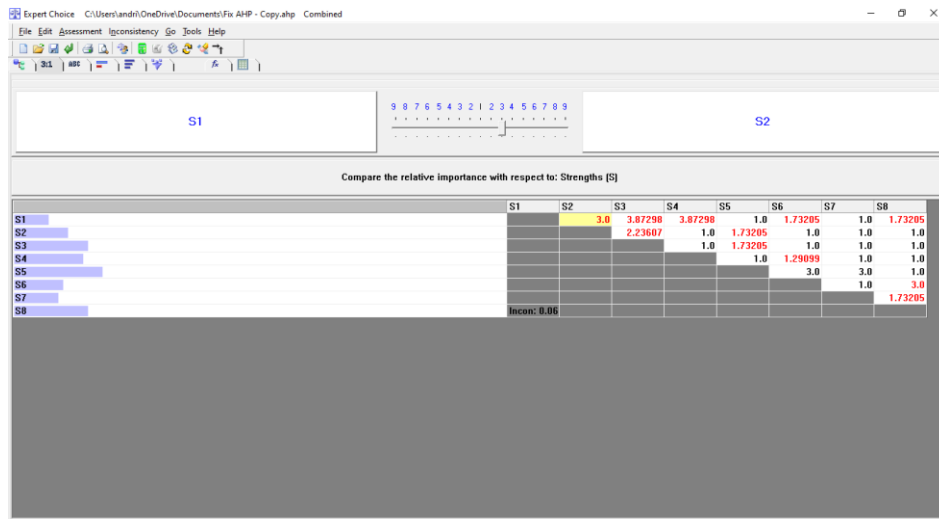 Expert Choice C:\Users\andri\OneDrive\Documents\Fix AHP - Copy.ahp Combined
File Edit Assessment Inconsistency Go Tools Help
3:1 ABC
9 8 7 6 5 4 3 2 1 2 3 4 5 6 7 8 9
S1 S2
Compare the relative importance with respect to: Strengths (S)
S1 S2 S3 S4 S5 S6 S7 S8
S1 3.0 3.87298 3.87298 1.0 1.73205 1.0 1.73205
S2 2.23607 1.0 1.73205 1.0 1.0 1.0
S3 1.0 1.73205 1.0 1.0 1.0
S4 1.0 1.29099 1.0 1.0
S5 3.0 3.0 1.0
S6 1.0 3.0
S7 1.73205
S8 Incon: 0.06